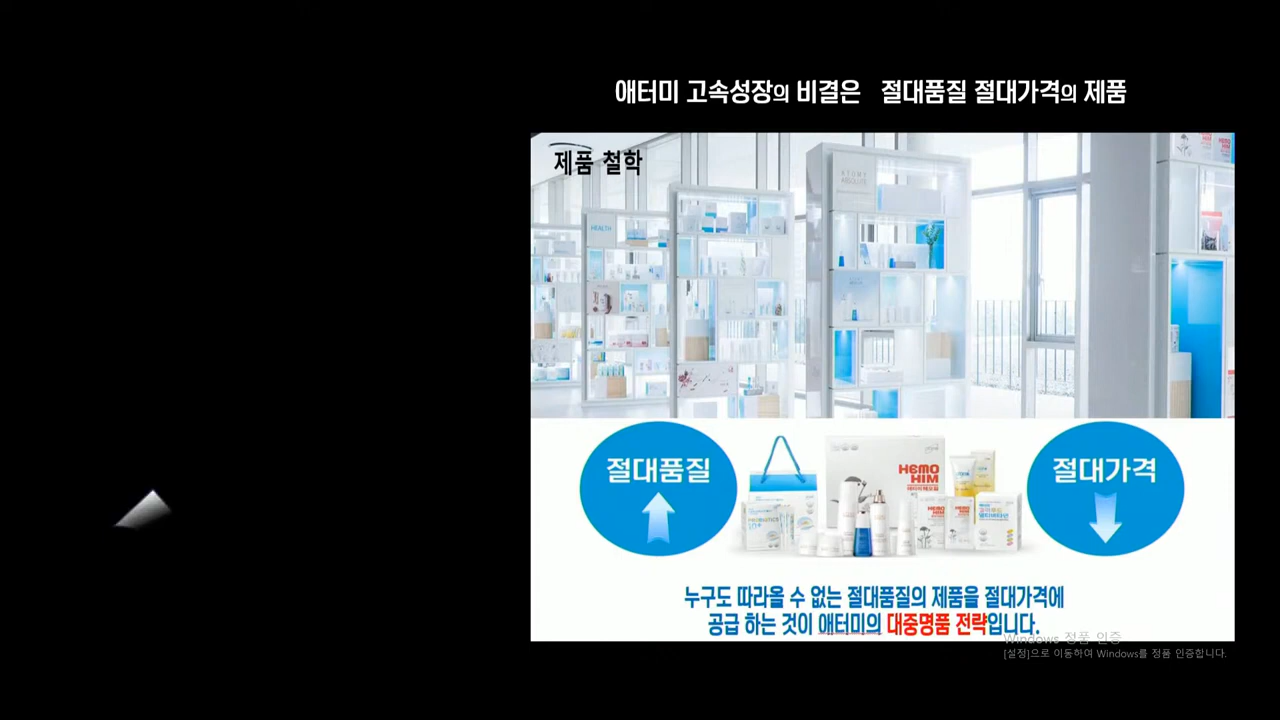 애터미 고속성장의 비결은 절대품질 절대가격의 제품
제품 철학
HEALTH
절대품질
HEMO
HIM
절대가격
누구도 따라올 수 없는 절대품질의 제품을 절대가격에
공급 하는 것이 애터미의 대중명품 전략입니다.
Windows 정품 인증
[설정]으로 이동하여 Windows를 정품 인증합니다.